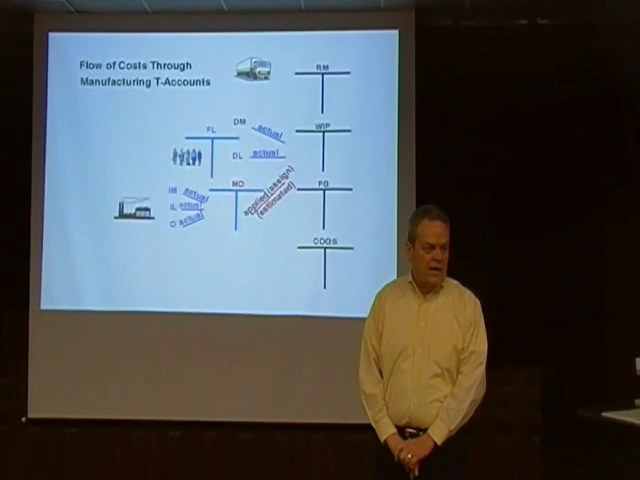 Flow of Costs Through
Manufacturing T-Accounts
RM
DM
actual
WIP
FL
DL
actual
IM
actual
MO
applied (assign)
(estimated)
FG
IL
actual
O
actual
COGS